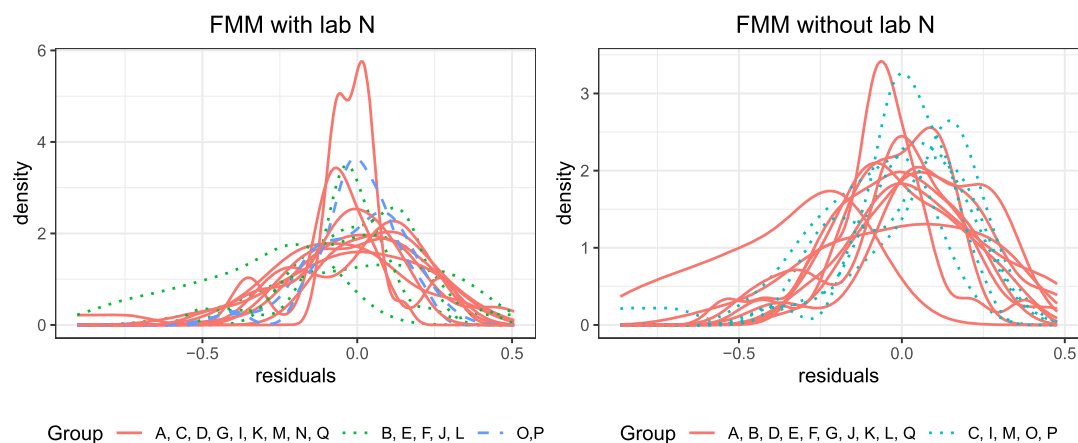 FMM with lab N
6
4
2
0
density
−0.5
0.0
0.5
residuals
Group A, C, D, G, I, K, M, N, Q B, E, F, J, L O,P
FMM without lab N
3
2
1
0
density
−0.5
0.0
0.5
residuals
Group A, B, D, E, F, G, J, K, L, Q C, I, M, O, P